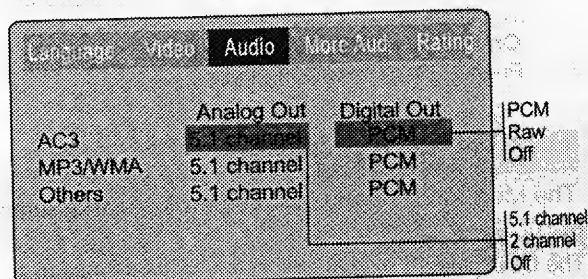 Language Video Audio More Aud Rating
Analog Out Digital Out
AC3 5.1 channel PCM
MP3/WMA 5.1 channel PCM
Others 5.1 channel PCM
PCM
Raw
Off
5.1 channel
2 channel
Off